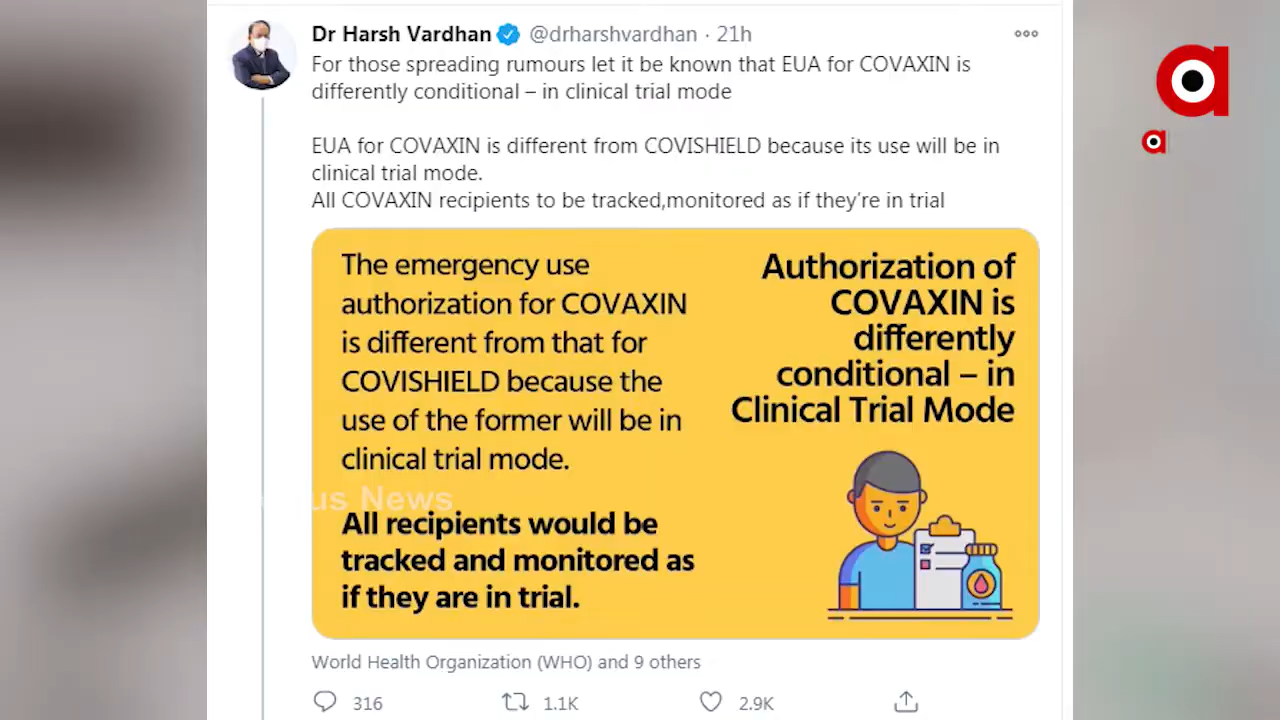 Dr Harsh Vardhan @drharshvardhan · 21h
For those spreading rumours let it be known that EUA for COVAXIN is
differently conditional – in clinical trial mode
EUA for COVAXIN is different from COVISHIELD because its use will be in
clinical trial mode.
All COVAXIN recipients to be tracked,monitored as if they’re in trial
The emergency use
authorization for COVAXIN
is different from that for
COVISHIELD because the
use of the former will be in
clinical trial mode.
All recipients would be
tracked and monitored as
if they are in trial.
Authorization of
COVAXIN is
differently
conditional – in
Clinical Trial Mode
us News
World Health Organization (WHO) and 9 others
316 1.1K 2.9K
a
a